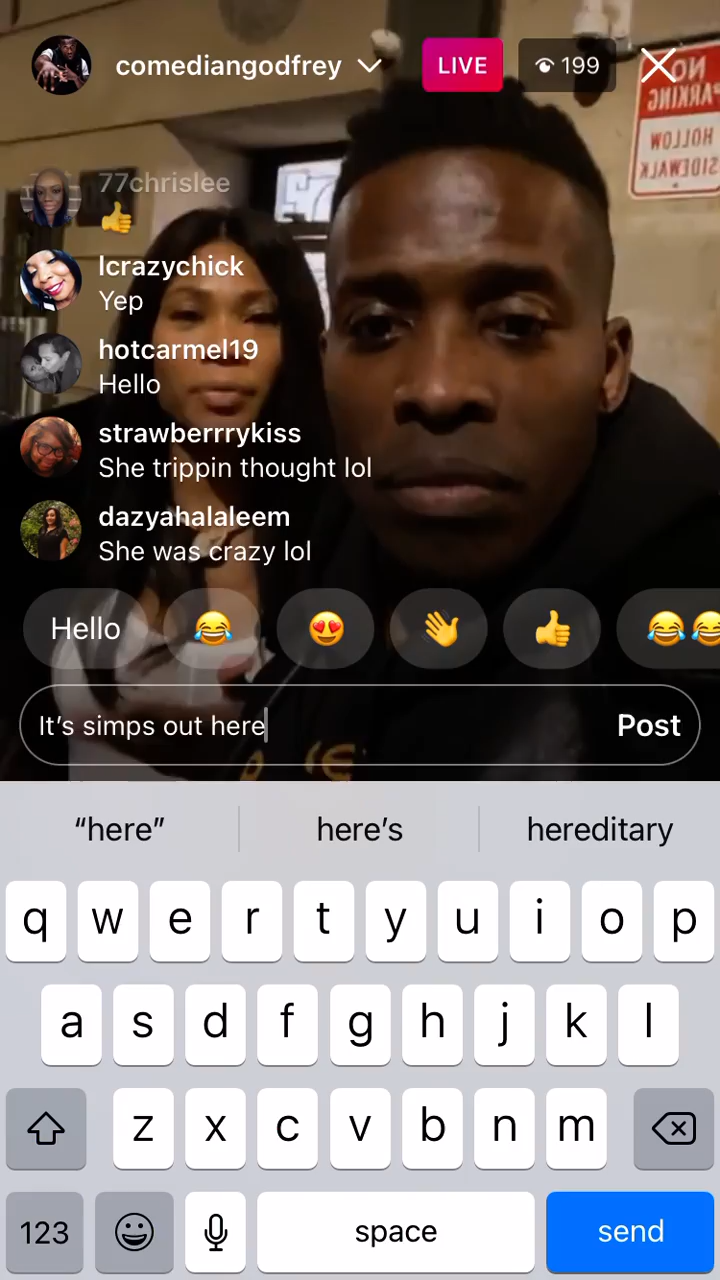 comediangodfrey
LIVE
199
NO
PARKING
HOLLOW
SIDEWALK
77chrislee
👍
lcrazychick
Yep
hotcarmel19
Hello
strawberrrykiss
She trippin thought lol
dazyahalaleem
She was crazy lol
Hello 😂 😍 👋 👍 😂😂
It’s simps out here
Post
“here” here’s hereditary
q w e r t y u i o p
a s d f g h j k l
z x c v b n m
123 space send